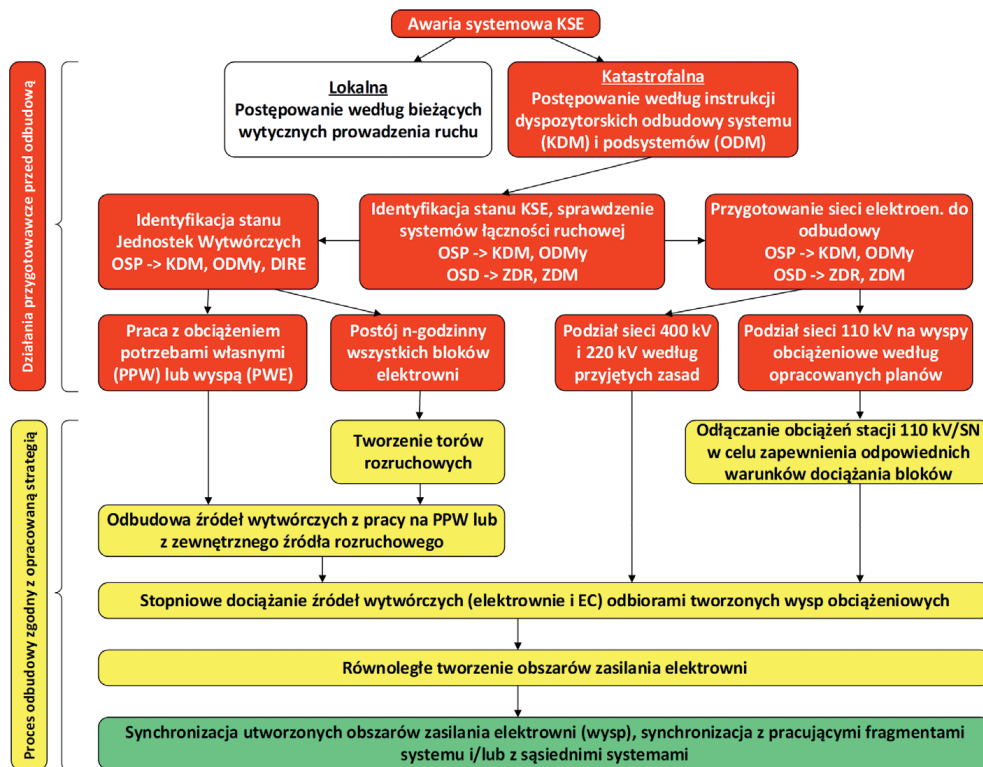 Awaria systemowa KSE
Działania przygotowawcze przed odbudową
Lokalna
Postępowanie według bieżących
wytycznych prowadzenia ruchu
Katastrofalna
Postępowanie według instrukcji
dyspozytorskich odbudowy systemu
(KDM) i podsystemów (ODM)
Identyfikacja stanu
Jednostek Wytwórczych
OSP -> KDM, ODMy, DIRE
Identyfikacja stanu KSE, sprawdzenie
systemów łączności ruchowej
OSP -> KDM, ODMy
OSD -> ZDR, ZDM
Przygotowanie sieci elektroen. do
odbudowy
OSP -> KDM, ODMy
OSD -> ZDR, ZDM
Praca z obciążeniem
potrzebami własnymi
(PPW) lub wyspą (PWE)
Postój n-godzinny
wszystkich bloków
elektrowni
Podział sieci 400 kV
i 220 kV według
przyjętych zasad
Podział sieci 110 kV na wyspy
obciążeniowe według
opracowanych planów
Proces odbudowy zgodny z opracowaną strategią
Tworzenie torów
rozruchowych
Odłączanie obciążeń stacji 110 kV/SN
w celu zapewnienia odpowiednich
warunków dociążania bloków
Odbudowa źródeł wytwórczych z pracy na PPW lub
z zewnętrznego źródła rozruchowego
Stopniowe dociążanie źródeł wytwórczych (elektrownie i EC) odbiorami tworzonych wysp obciążeniowych
Równoległe tworzenie obszarów zasilania elektrowni
Synchronizacja utworzonych obszarów zasilania elektrowni (wysp), synchronizacja z pracującymi fragmentami
systemu i/lub z sąsiednimi systemami